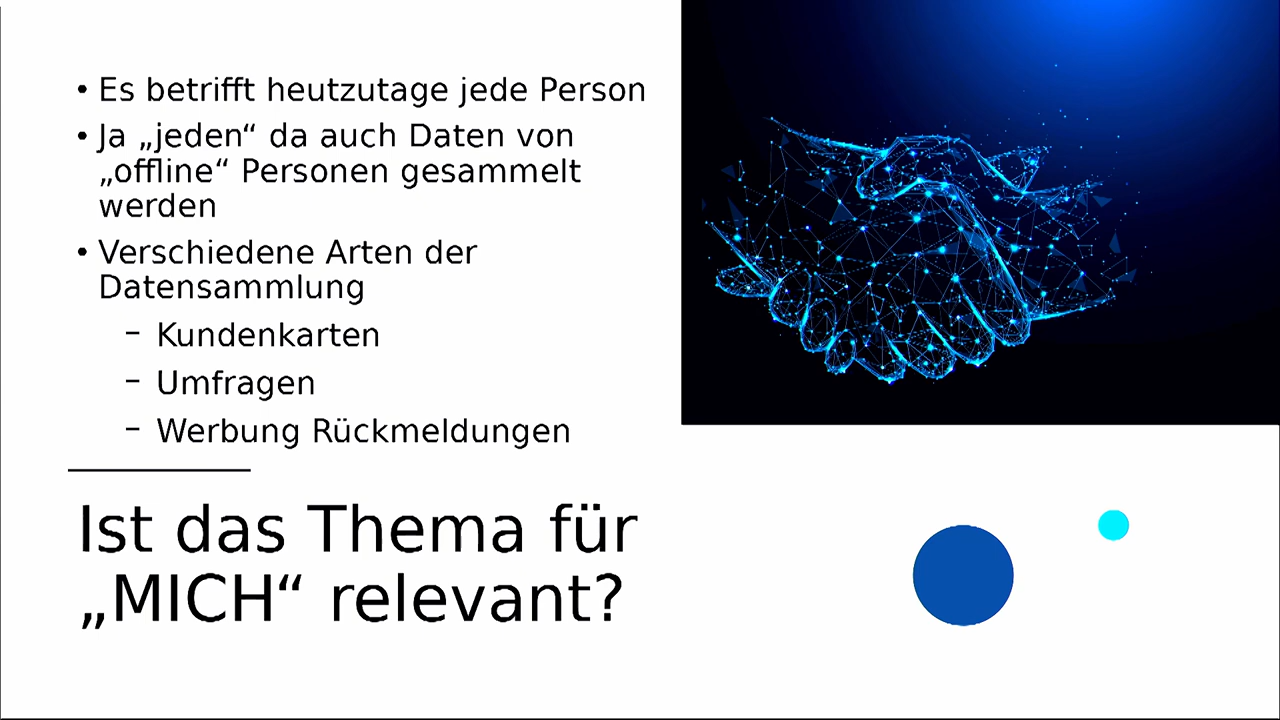 • Es betrifft heutzutage jede Person
• Ja „jeden“ da auch Daten von
„offline“ Personen gesammelt
werden
• Verschiedene Arten der
Datensammlung
– Kundenkarten
– Umfragen
– Werbung Rückmeldungen
Ist das Thema für
„MICH“ relevant?